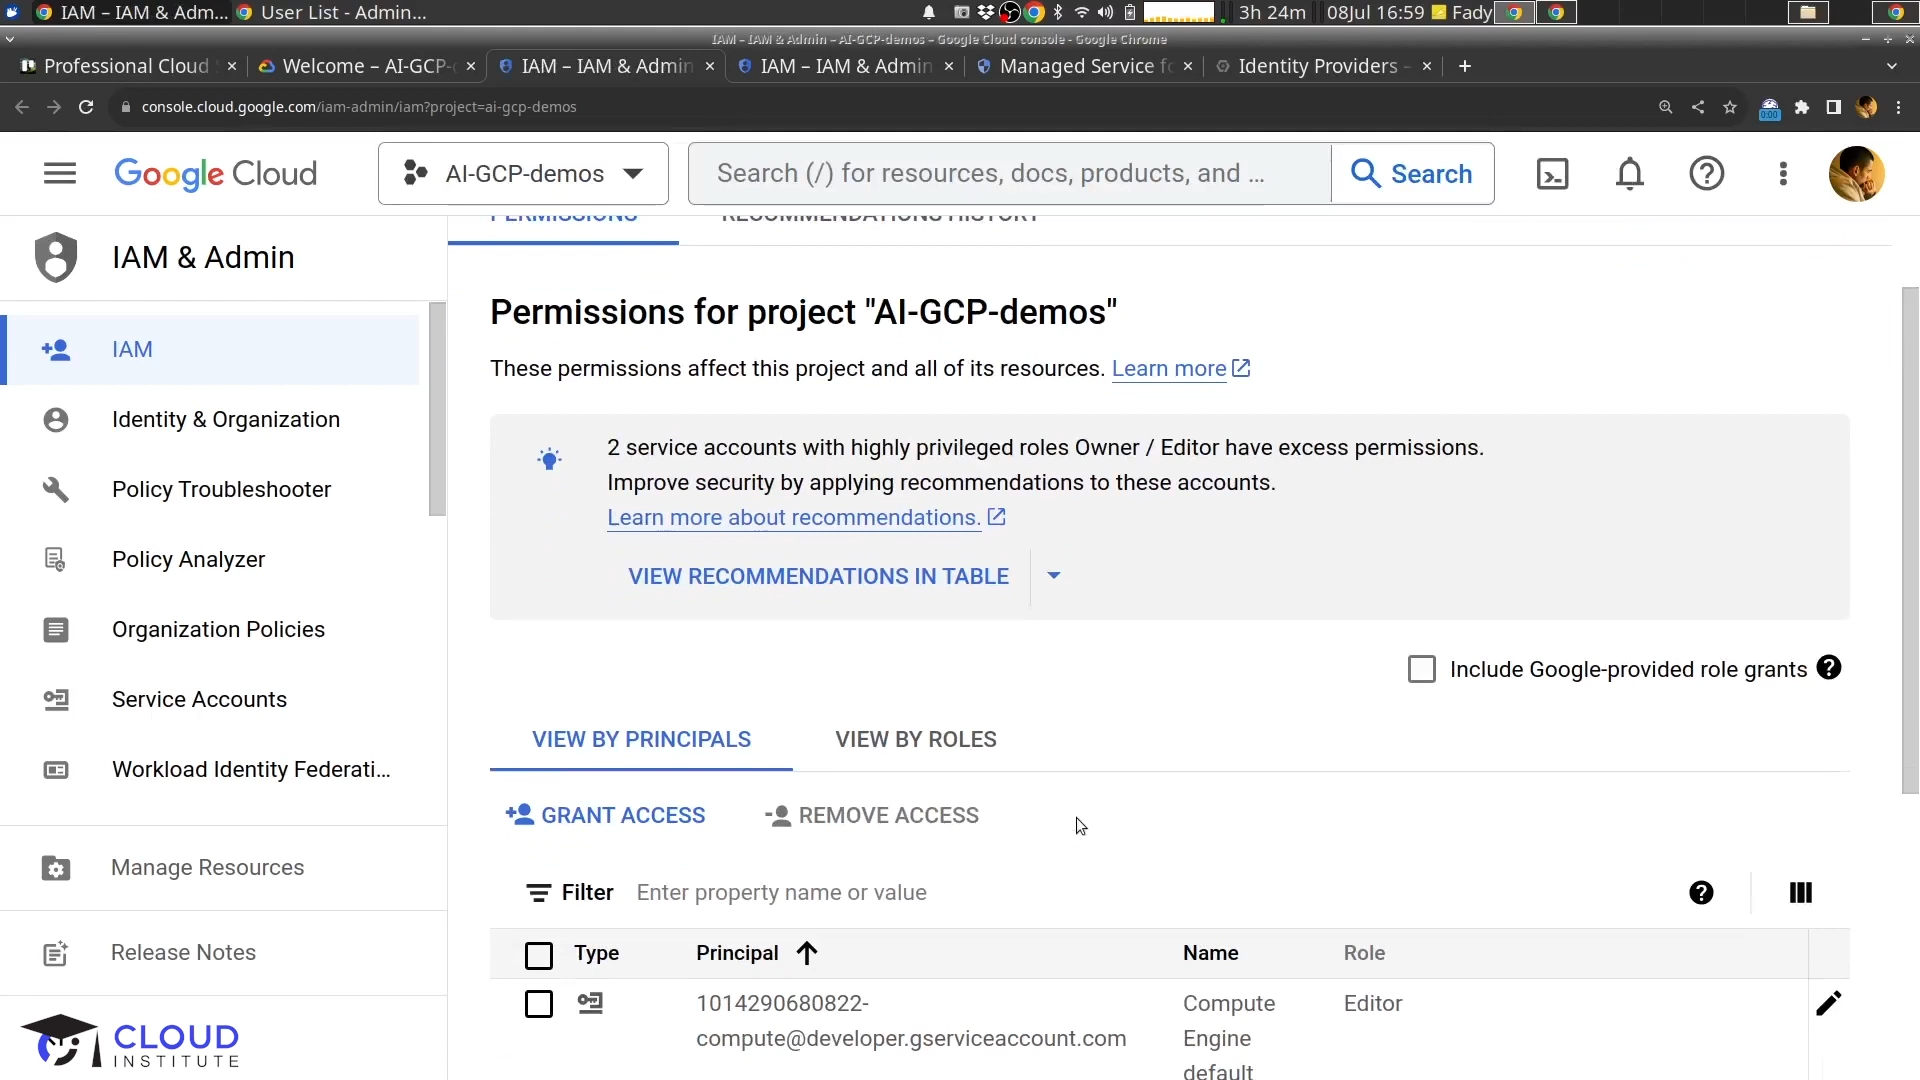 IAM – IAM & Adm...
User List - Admin...
3h 24m
08Jul 16:59
Fady
IAM – IAM & Admin – AI-GCP-demos – Google Cloud console - Google Chrome
Professional Cloud
Welcome – AI-GCP-
IAM – IAM & Admin
IAM – IAM & Admin
Managed Service fo
Identity Providers –
console.cloud.google.com/iam-admin/iam?project=ai-gcp-demos
0:00
Google Cloud
AI-GCP-demos
Search (/) for resources, docs, products, and ...
Search
PERMISSIONS
RECOMMENDATIONS HISTORY
IAM & Admin
IAM
Identity & Organization
Policy Troubleshooter
Policy Analyzer
Organization Policies
Service Accounts
Workload Identity Federati...
Manage Resources
Release Notes
CLOUD
INSTITUTE
Permissions for project "AI-GCP-demos"
These permissions affect this project and all of its resources. Learn more
2 service accounts with highly privileged roles Owner / Editor have excess permissions.
Improve security by applying recommendations to these accounts.
Learn more about recommendations.
VIEW RECOMMENDATIONS IN TABLE
Include Google-provided role grants
VIEW BY PRINCIPALS
VIEW BY ROLES
GRANT ACCESS
REMOVE ACCESS
Filter Enter property name or value
Type
Principal
Name
Role
1014290680822-
compute@developer.gserviceaccount.com
Compute
Engine
default
Editor